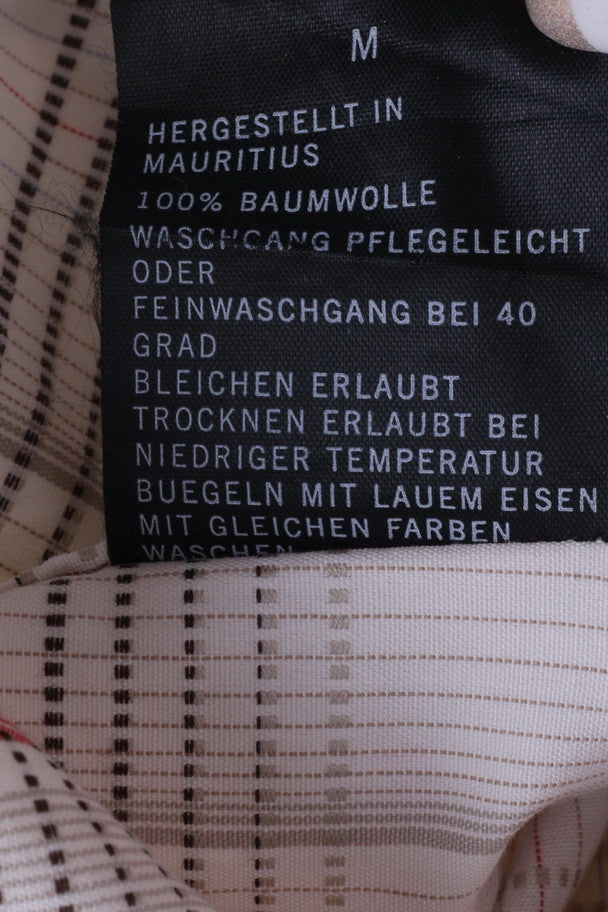 M
HERGESTELLT IN
MAURITIUS
100% BAUMWOLLE
WASCHGANG PFLEGELEICHT
ODER
FEINWASCHGANG BEI 40
GRAD
BLEICHEN ERLAUBT
TROCKNEN ERLAUBT BEI
NIEDRIGER TEMPERATUR
BUEGELN MIT LAUEM EISEN
MIT GLEICHEN FARBEN
WASCHEN